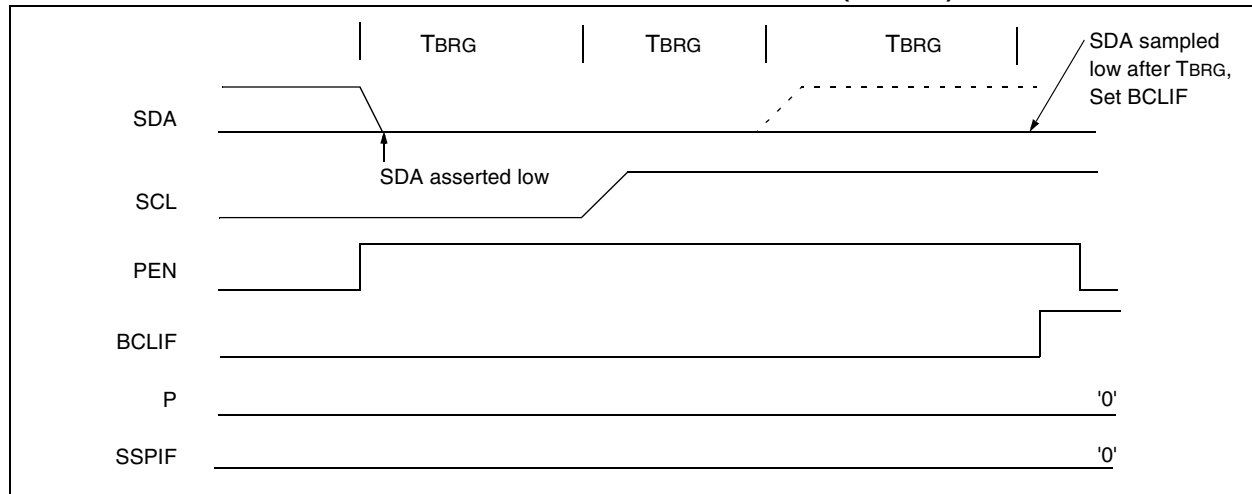 TBRG TBRG TBRG
SDA sampled
low after TBRG,
Set BCLIF
SDA
SDA asserted low
SCL
PEN
BCLIF
P '0'
SSPIF '0'